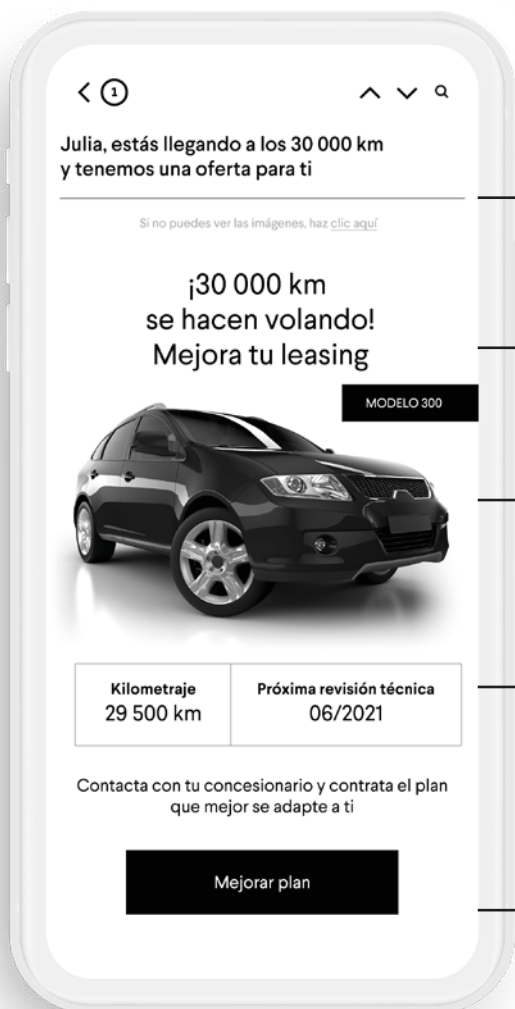 1
Julia, estás llegando a los 30 000 km
y tenemos una oferta para ti
Si no puedes ver las imágenes, haz clic aquí
¡30 000 km
se hacen volando!
Mejora tu leasing
MODELO 300
Kilometraje
29 500 km
Próxima revisión técnica
06/2021
Contacta con tu concesionario y contrata el plan
que mejor se adapte a ti
Mejorar plan